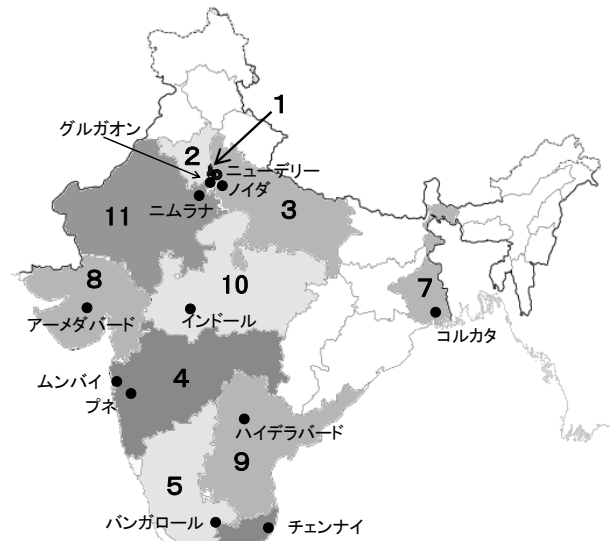 1
グルガオン
2
ニューデリー
ノイダ
ニムラナ
3
11
8
10
7
アーメダバード
インドール
コルカタ
ムンバイ
4
プネ
ハイデラバード
9
5
バンガロール
チェンナイ